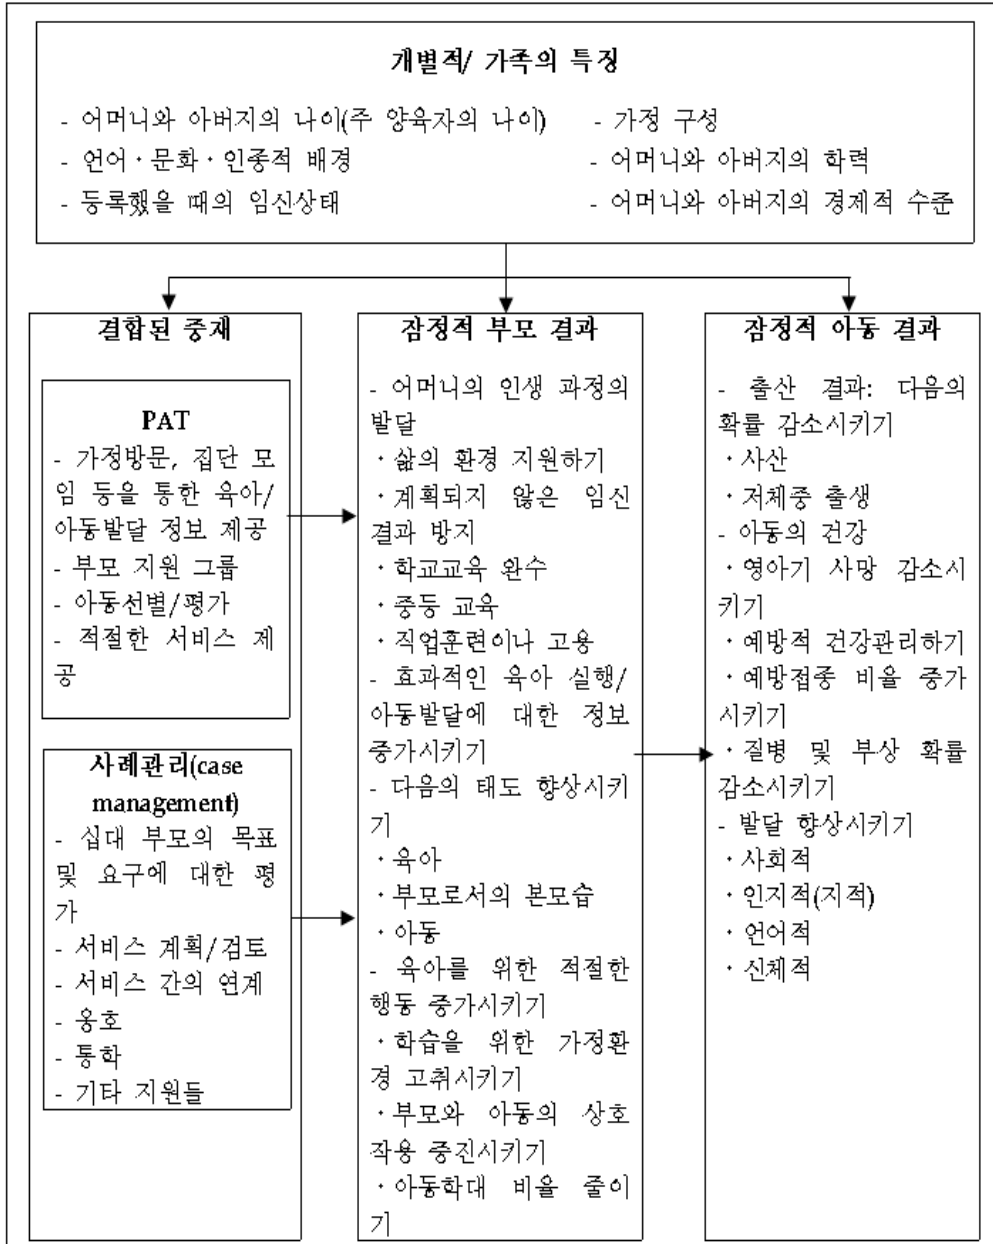 개별적/ 가족의 특징
- 어머니와 아버지의 나이(주 양육자의 나이)
- 언어·문화·인종적 배경
- 등록했을 때의 임신상태
- 가정 구성
- 어머니와 아버지의 학력
- 어머니와 아버지의 경제적 수준
결합된 중재
PAT
- 가정방문, 집단 모
임 등을 통한 육아/
아동발달 정보 제공
- 부모 지원 그룹
- 아동선별/평가
- 적절한 서비스 제
공
사례관리(case
management)
- 십대 부모의 목표
및 요구에 대한 평
가
- 서비스 계획/검토
- 서비스 간의 연계
- 옹호
- 통학
- 기타 지원들
잠정적 부모 결과
- 어머니의 인생 과정의
발달
·삶의 환경 지원하기
·계획되지 않은 임신
결과 방지
·학교교육 완수
·중등 교육
·직업훈련이나 고용
- 효과적인 육아 실행/
아동발달에 대한 정보
증가시키기
- 다음의 태도 향상시키
기
·육아
·부모로서의 본모습
·아동
- 육아를 위한 적절한
행동 증가시키기
·학습을 위한 가정환
경 고취시키기
·부모와 아동의 상호
작용 증진시키기
·아동학대 비율 줄이
기
잠정적 아동 결과
- 출산 결과: 다음의
확률 감소시키기
·사산
·저체중 출생
- 아동의 건강
·영아기 사망 감소시
키기
·예방적 건강관리하기
·예방접종 비율 증가
시키기
·질병 및 부상 확률
감소시키기
- 발달 향상시키기
·사회적
·인지적(지적)
·언어적
·신체적